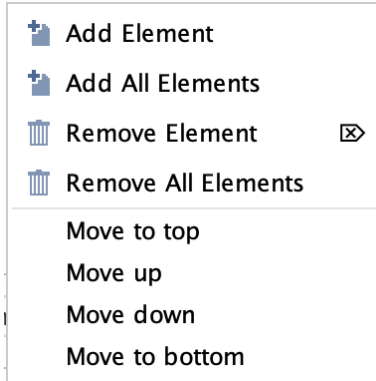 Add Element
Add All Elements
Remove Element ⌦
Remove All Elements
Move to top
Move up
Move down
Move to bottom